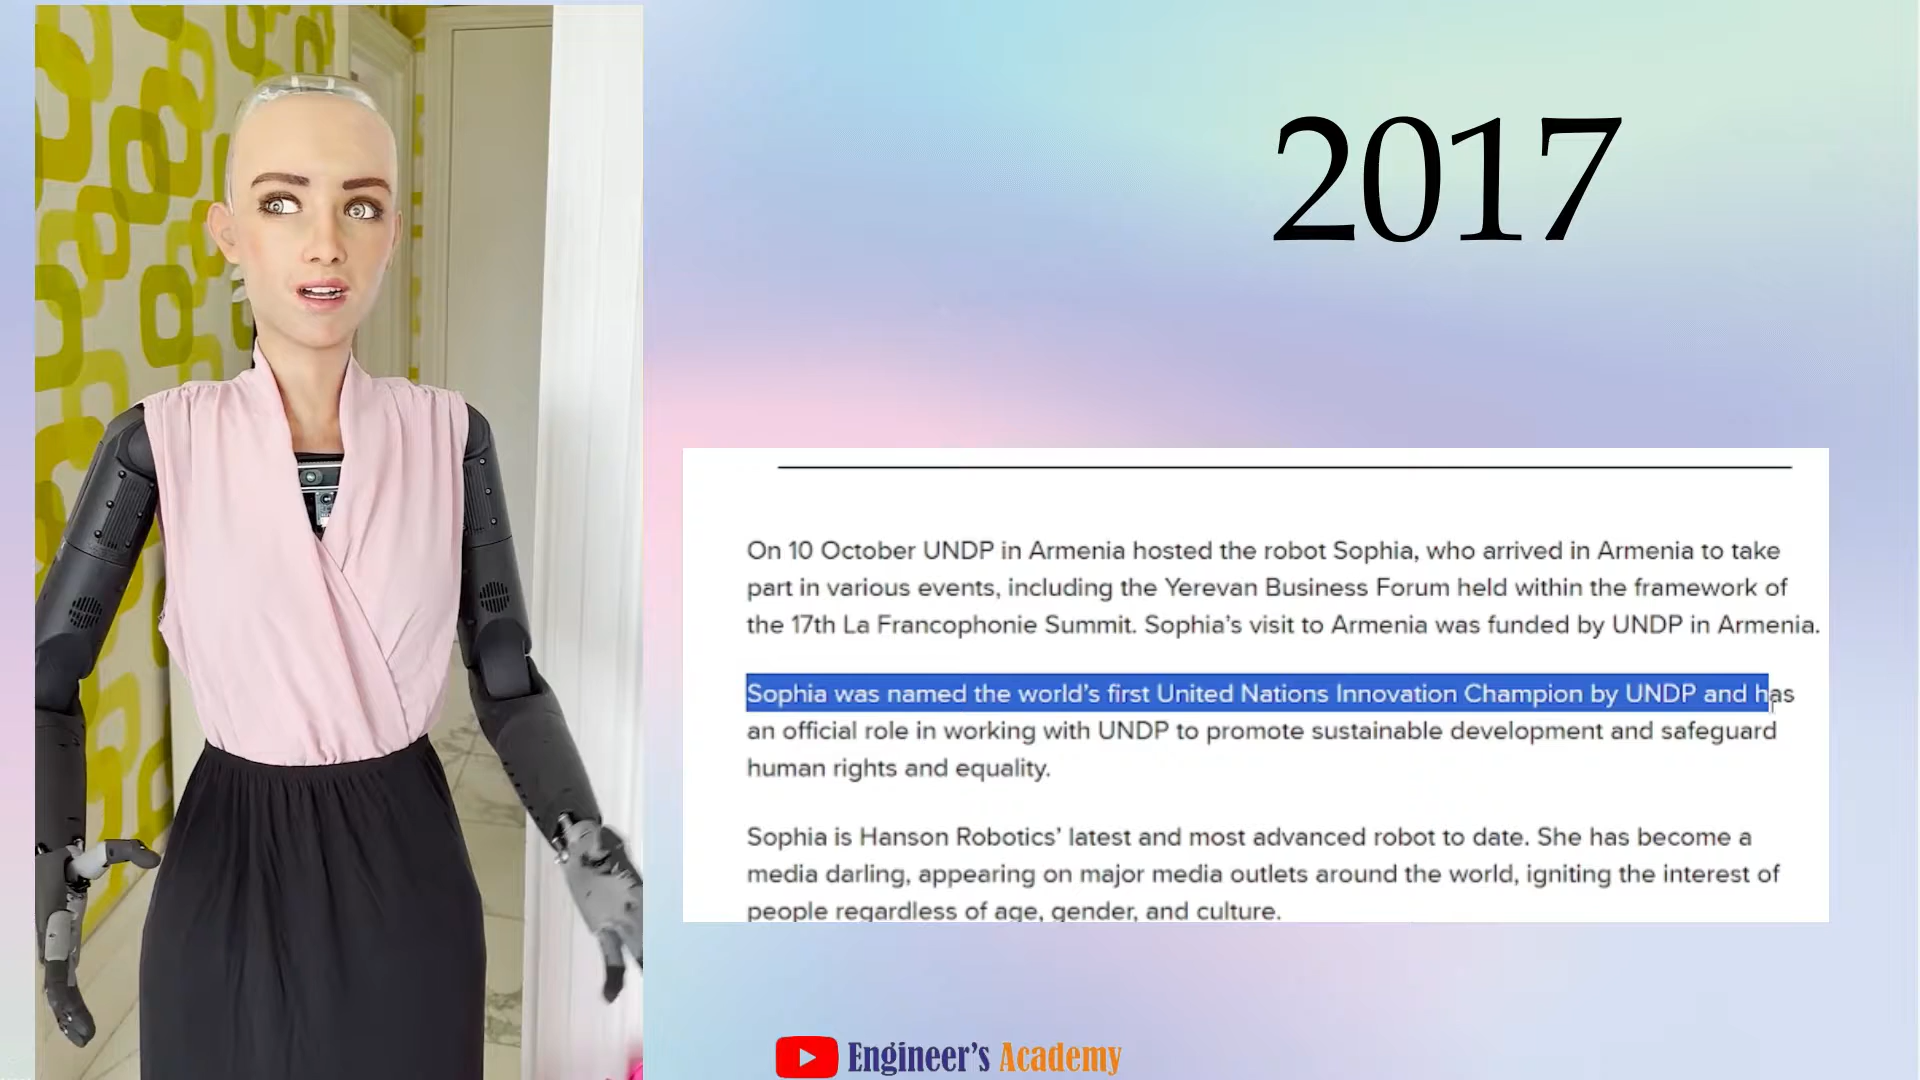 2017
On 10 October UNDP in Armenia hosted the robot Sophia, who arrived in Armenia to take
part in various events, including the Yerevan Business Forum held within the framework of
the 17th La Francophonie Summit. Sophia’s visit to Armenia was funded by UNDP in Armenia.
Sophia was named the world’s first United Nations Innovation Champion by UNDP and has
an official role in working with UNDP to promote sustainable development and safeguard
human rights and equality.
Sophia is Hanson Robotics’ latest and most advanced robot to date. She has become a
media darling, appearing on major media outlets around the world, igniting the interest of
people regardless of age, gender, and culture.
Engineer’s Academy